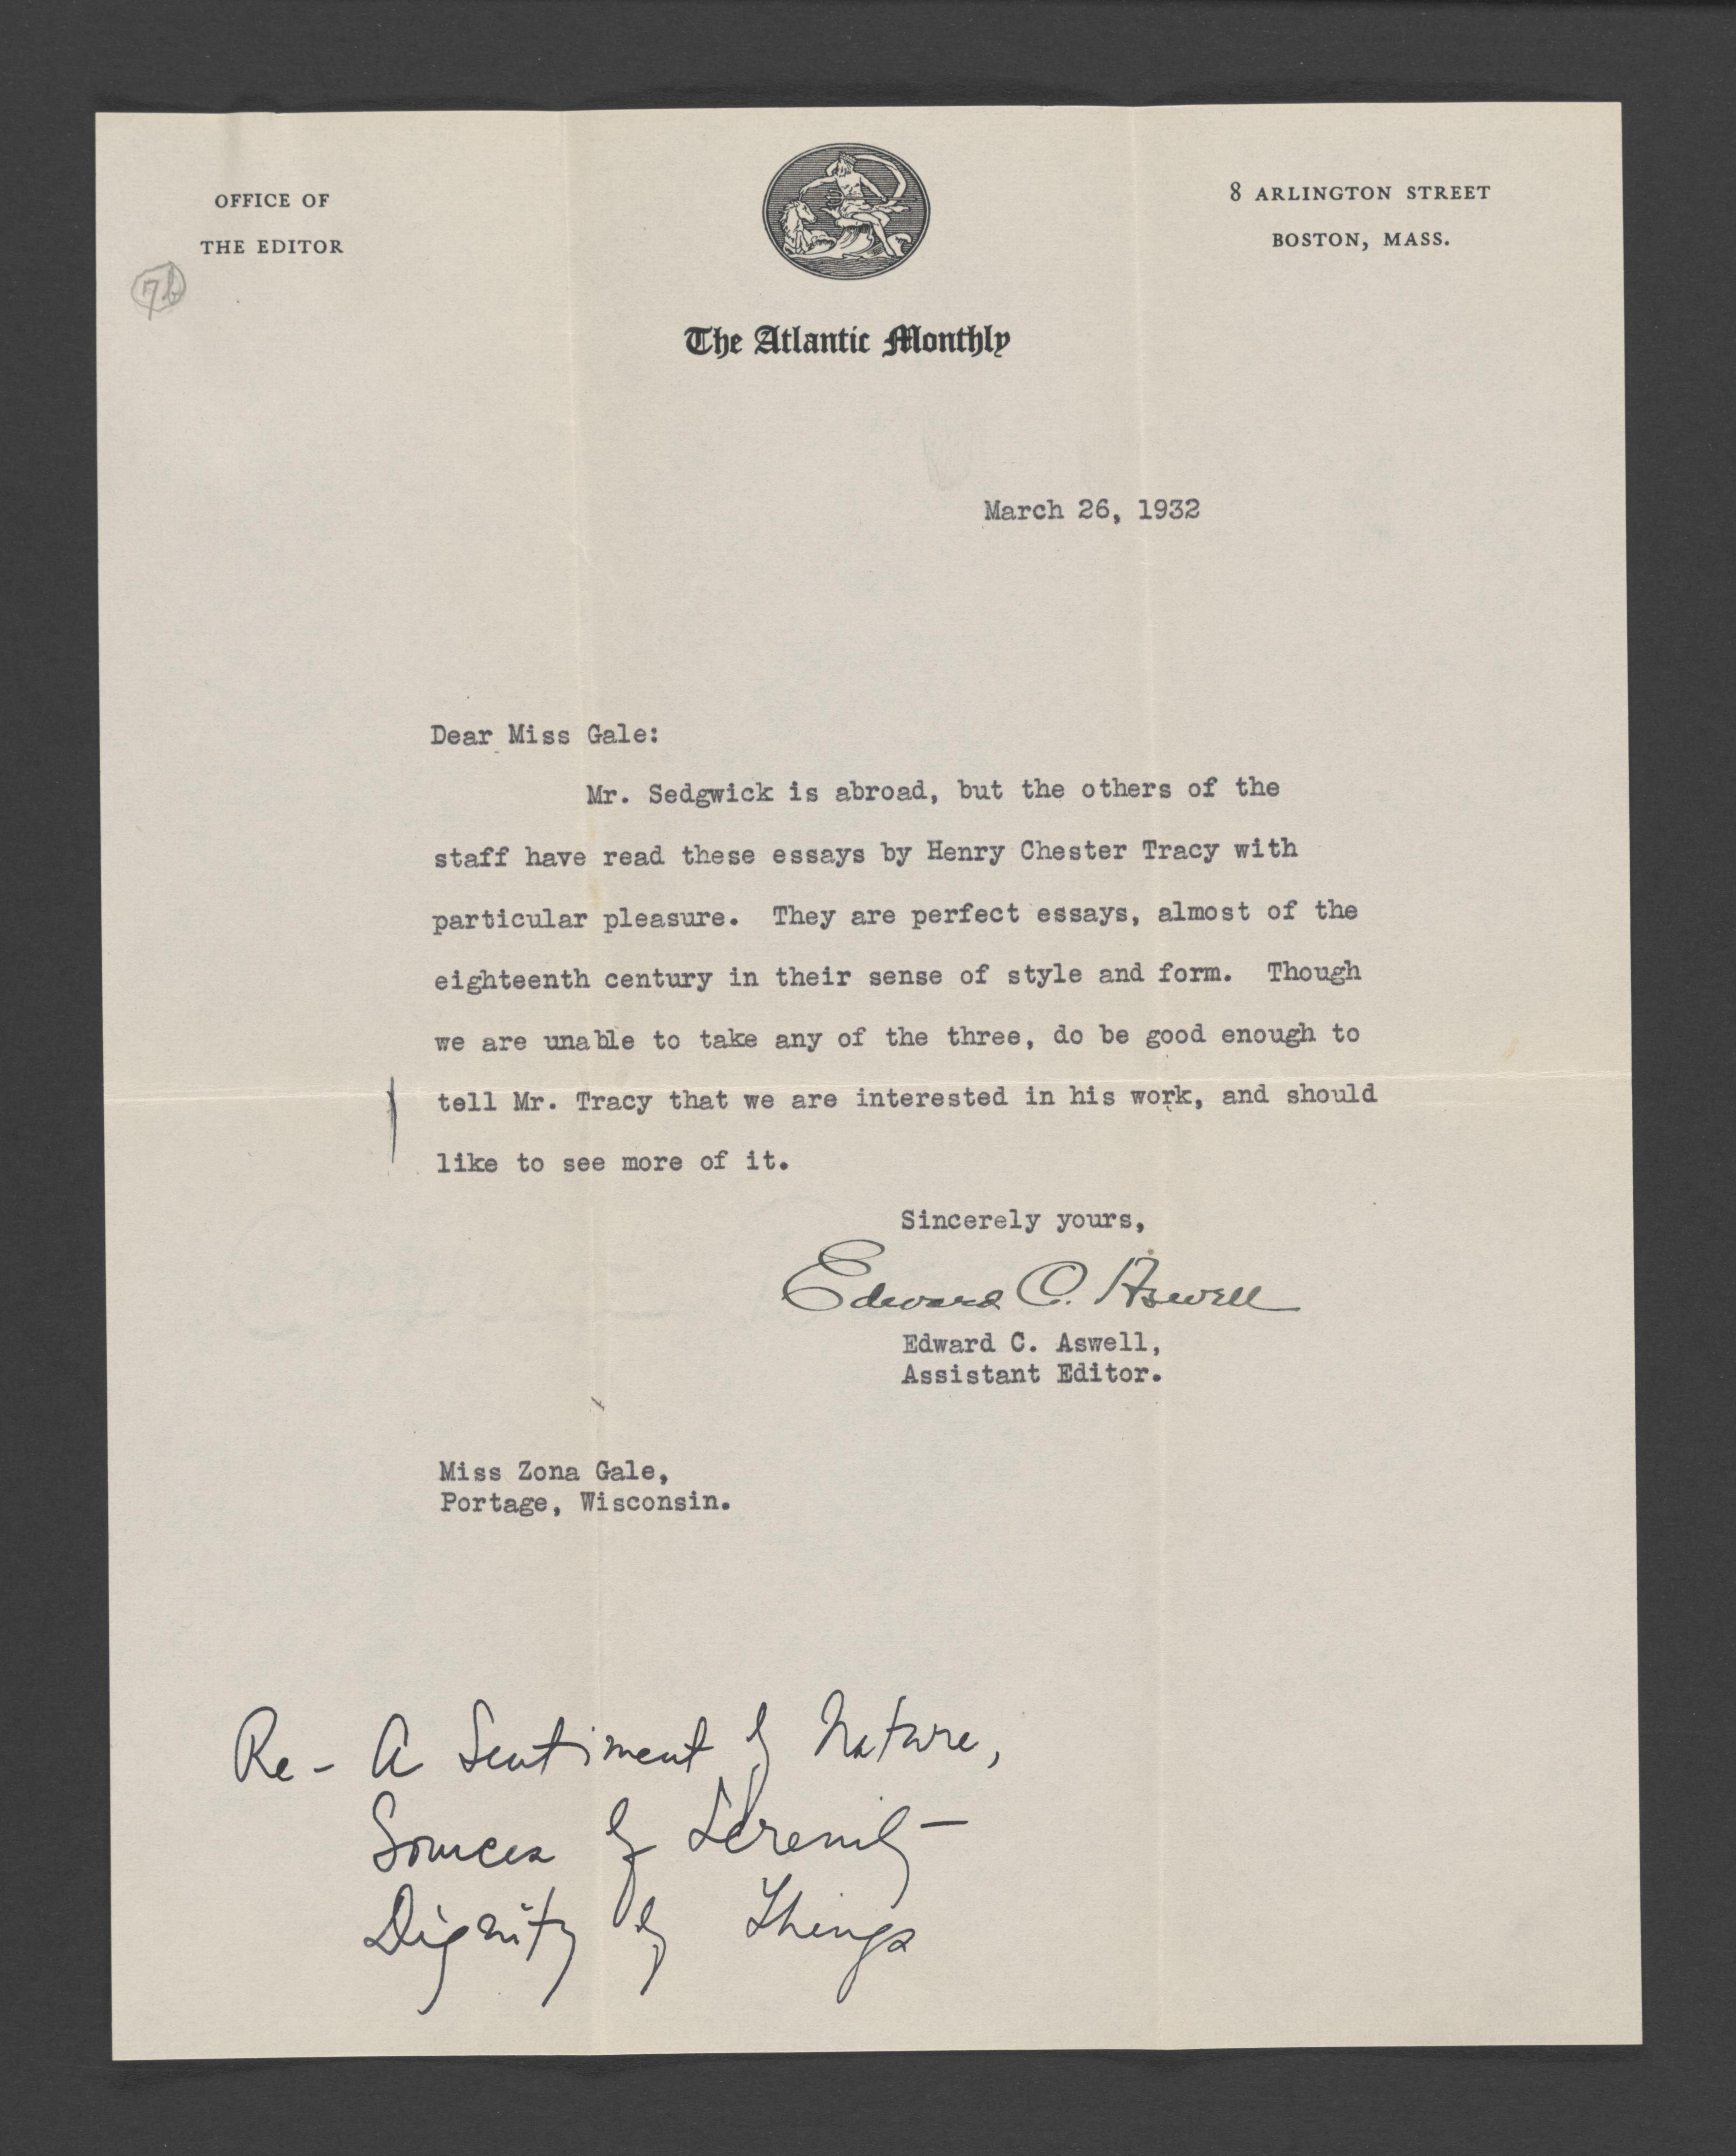 OFFICE OF
THE EDITOR
8 ARLINGTON STREET
BOSTON, MASS.
7b
The Atlantic Monthly
March 26, 1932
Dear Miss Gale:
Mr. Sedgwick is abroad, but the others of the
staff have read these essays by Henry Chester Tracy with
particular pleasure. They are perfect essays, almost of the
eighteenth century in their sense of style and form. Though
we are unable to take any of the three, do be good enough to
tell Mr. Tracy that we are interested in his work, and should
like to see more of it.
Sincerely yours,
Edward C. Aswell
Edward C. Aswell,
Assistant Editor.
Miss Zona Gale,
Portage, Wisconsin.
Re - A Sentiment of Nature,
Sources of Serenity -
Dignity of Things